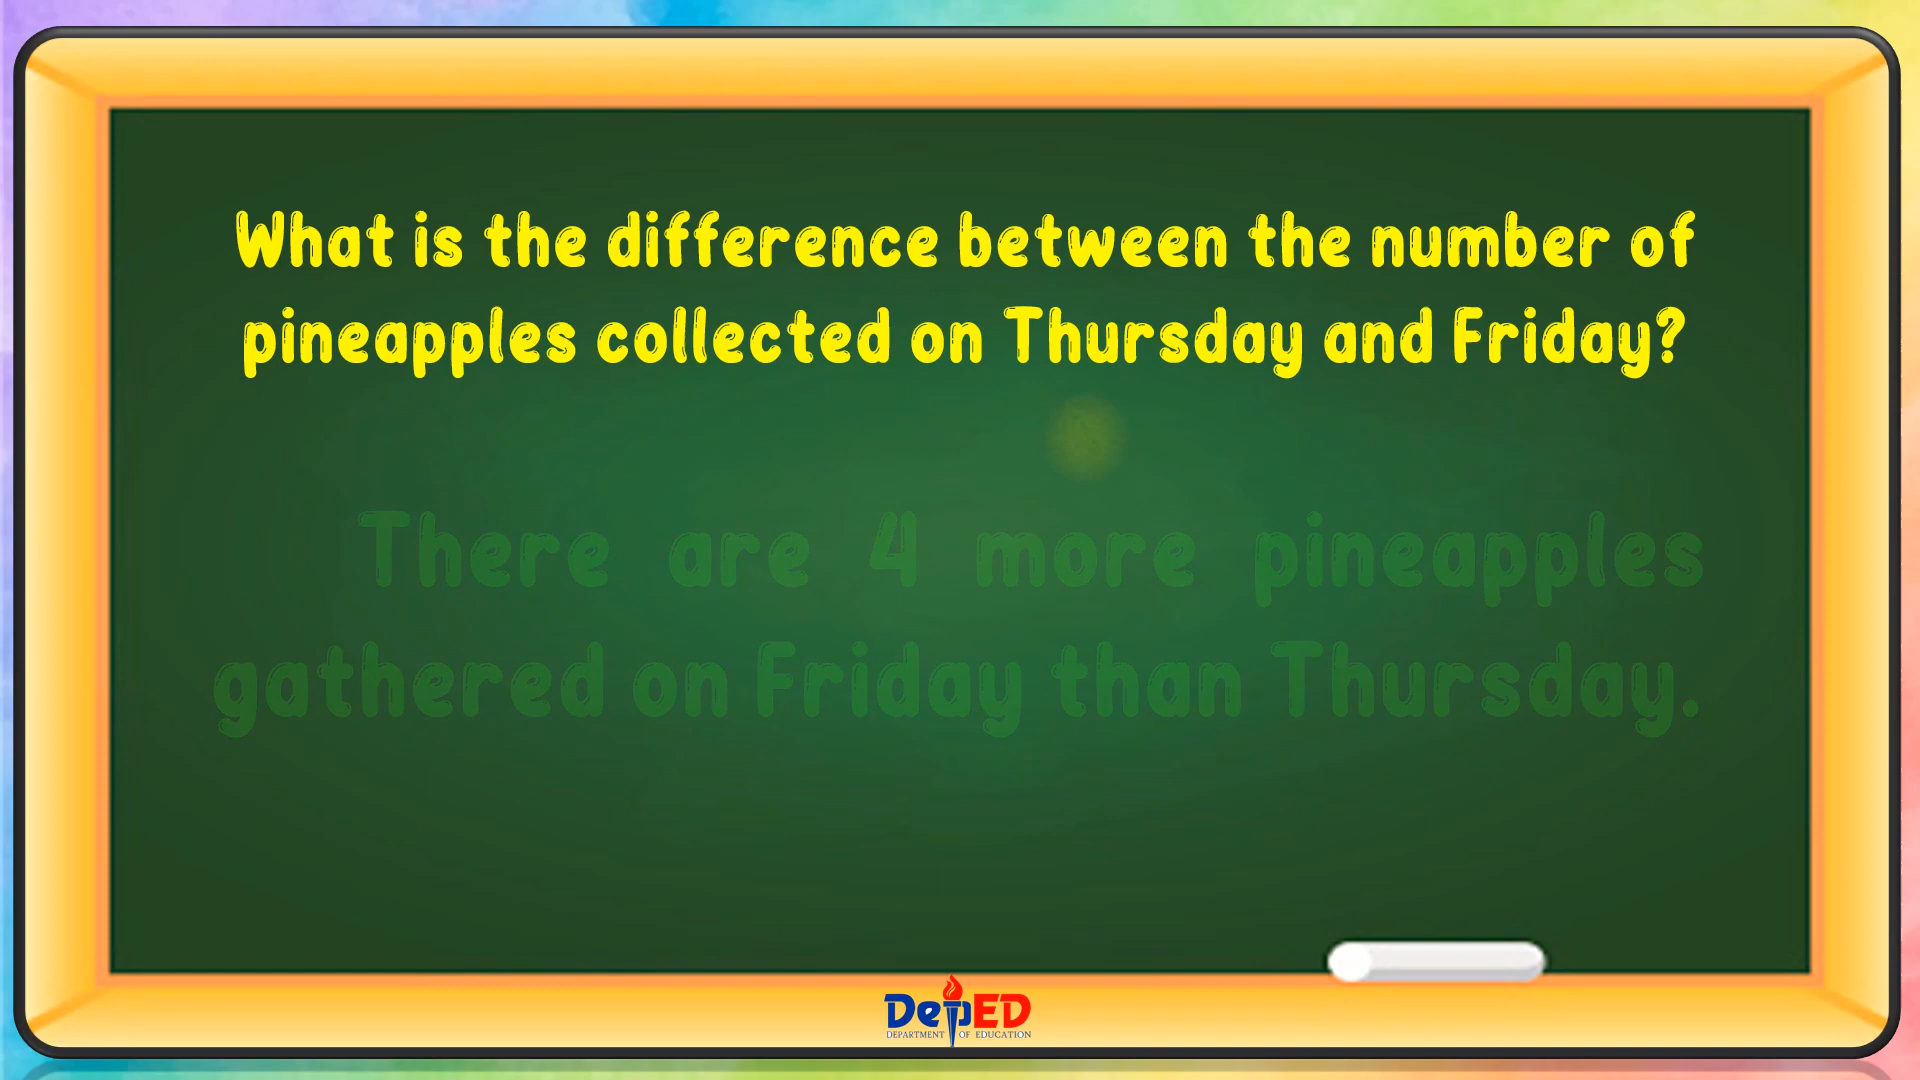 What is the difference between the number of
pineapples collected on Thursday and Friday?
There are 4 more pineapples
gathered on Friday than Thursday.
DepED
DEPARTMENT OF EDUCATION